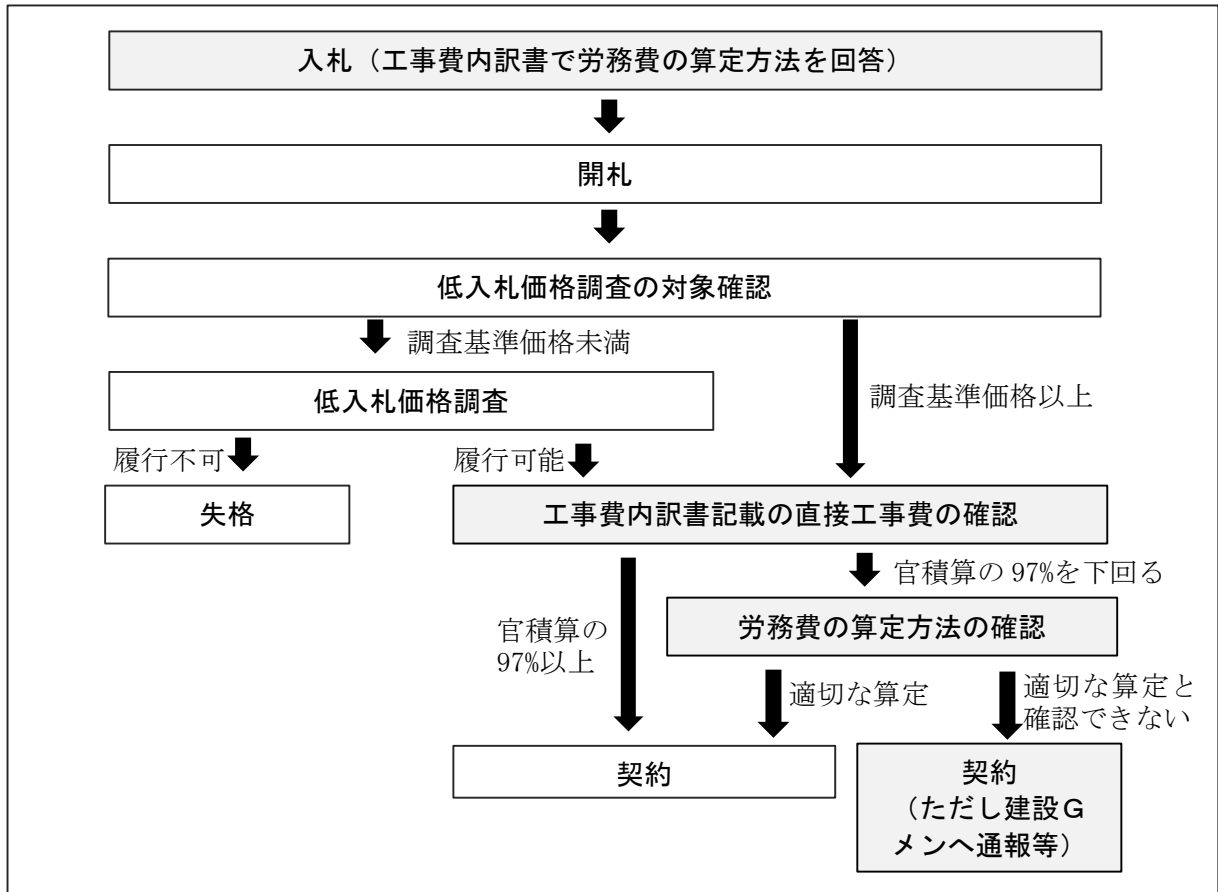 入札（工事費内訳書で労務費の算定方法を回答）
開札
低入札価格調査の対象確認
調査基準価格未満
低入札価格調査
調査基準価格以上
履行不可
履行可能
失格
工事費内訳書記載の直接工事費の確認
官積算の 97%を下回る
労務費の算定方法の確認
官積算の
97%以上
適切な算定
適切な算定と
確認できない
契約
契約
（ただし建設Ｇ
メンへ通報等）